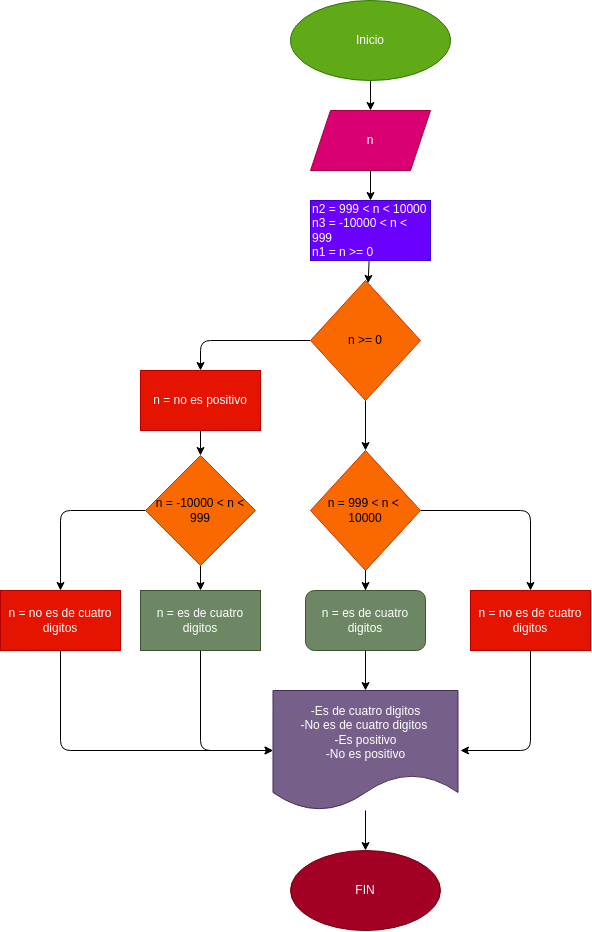 Inicio
n
n2 = 999 < n < 10000
n3 = -10000 < n <
999
n1 = n >= 0
n >= 0
n = no es positivo
n = -10000 < n <
999
n = 999 < n <
10000
n = no es de cuatro
digitos
n = es de cuatro
digitos
n = es de cuatro
digitos
n = no es de cuatro
digitos
-Es de cuatro digitos
-No es de cuatro digitos
-Es positivo
-No es positivo
FIN